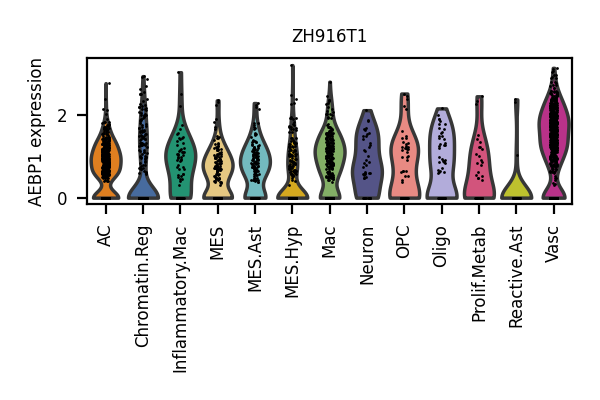 ZH916T1
AEBP1 expression
2
0
AC
Chromatin.Reg
Inflammatory.Mac
MES
MES.Ast
MES.Hyp
Mac
Neuron
OPC
Oligo
Prolif.Metab
Reactive.Ast
Vasc